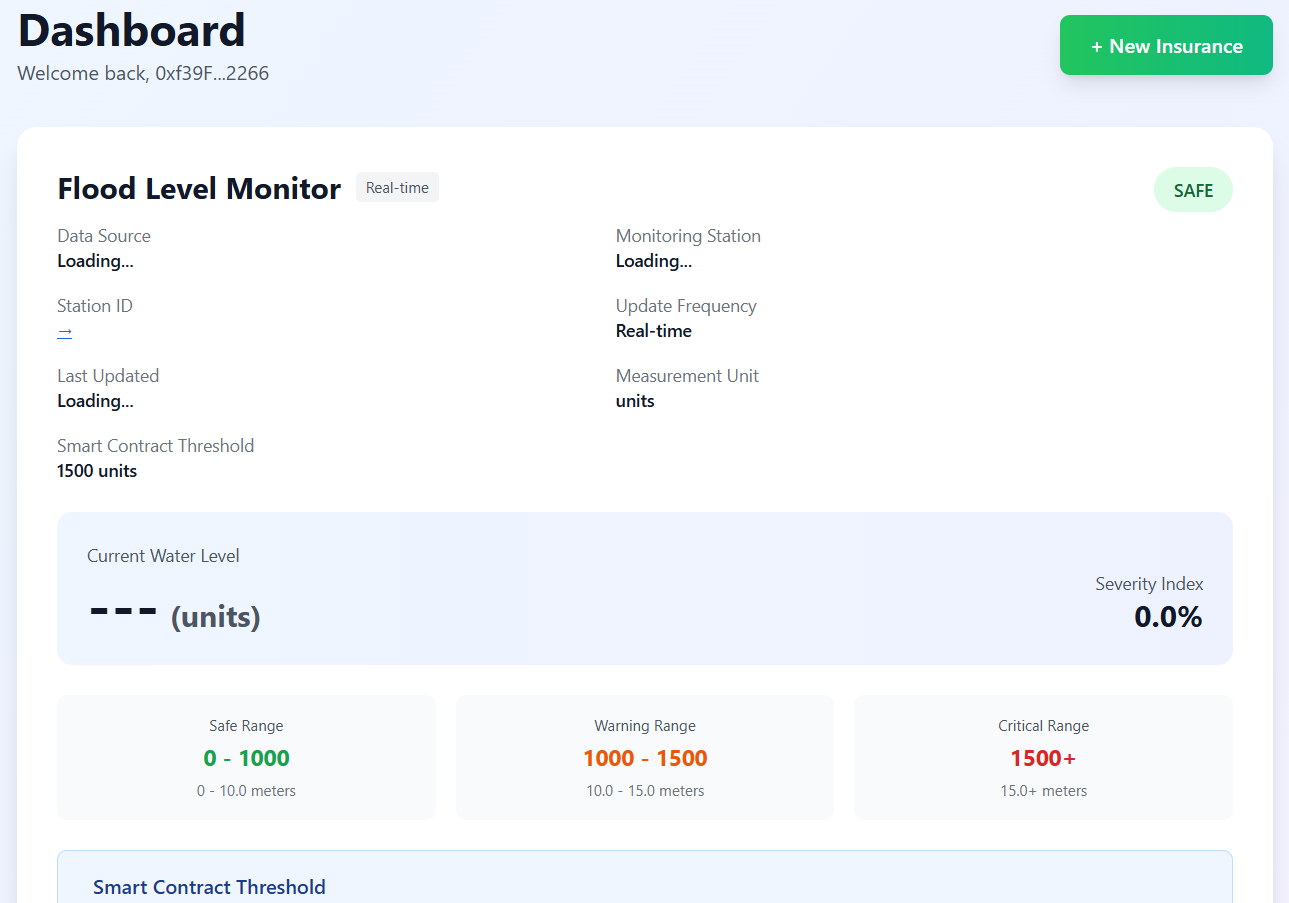 Dashboard
Welcome back, 0xf39F...2266
+ New Insurance
Flood Level Monitor
Real-time
SAFE
Data Source
Loading...
Monitoring Station
Loading...
Station ID
→
Update Frequency
Real-time
Last Updated
Loading...
Measurement Unit
units
Smart Contract Threshold
1500 units
Current Water Level
--- (units)
Severity Index
0.0%
Safe Range
0 - 1000
0 - 10.0 meters
Warning Range
1000 - 1500
10.0 - 15.0 meters
Critical Range
1500+
15.0+ meters
Smart Contract Threshold